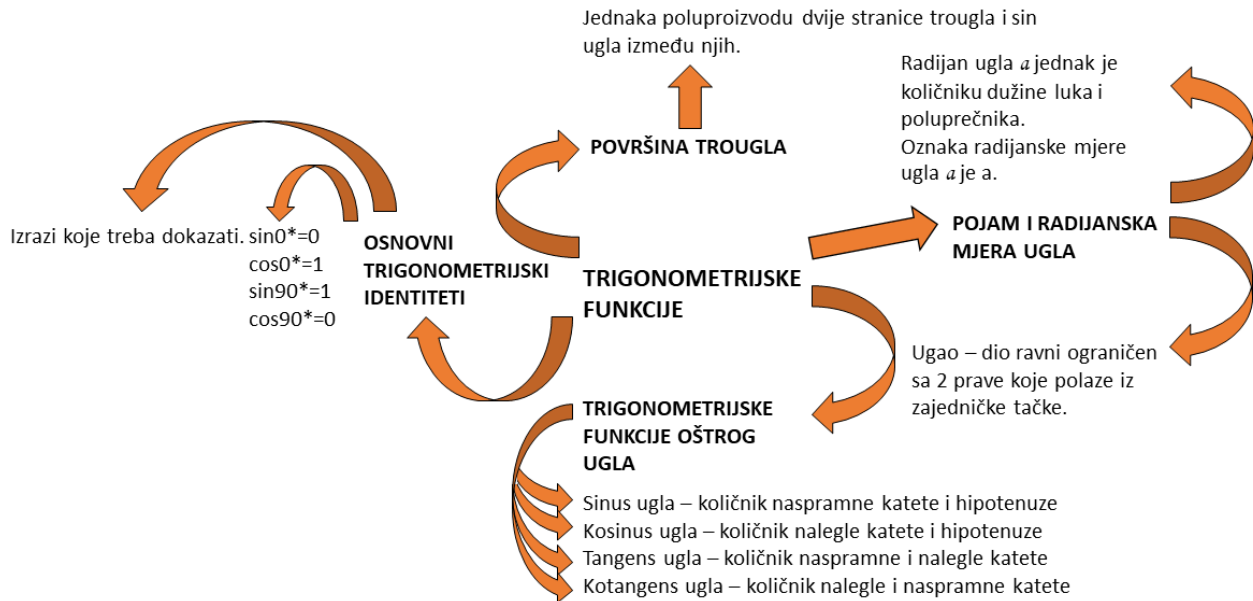 Jednaka poluproizvodu dvije stranice trougla i sin
ugla između njih.
POVRŠINA TROUGLA
Radijan ugla a jednak je
količniku dužine luka i
poluprečnika.
Oznaka radijanske mjere
ugla a je a.
POJAM I RADIJANSKA
MJERA UGLA
Ugao – dio ravni ograničen
sa 2 prave koje polaze iz
zajedničke tačke.
Izrazi koje treba dokazati.
sin0*=0
cos0*=1
sin90*=1
cos90*=0
OSNOVNI
TRIGONOMETRIJSKI
IDENTITETI
TRIGONOMETRIJSKE
FUNKCIJE
TRIGONOMETRIJSKE
FUNKCIJE OŠTROG
UGLA
Sinus ugla – količnik naspramne katete i hipotenuze
Kosinus ugla – količnik nalegle katete i hipotenuze
Tangens ugla – količnik naspramne i nalegle katete
Kotangens ugla – količnik nalegle i naspramne katete